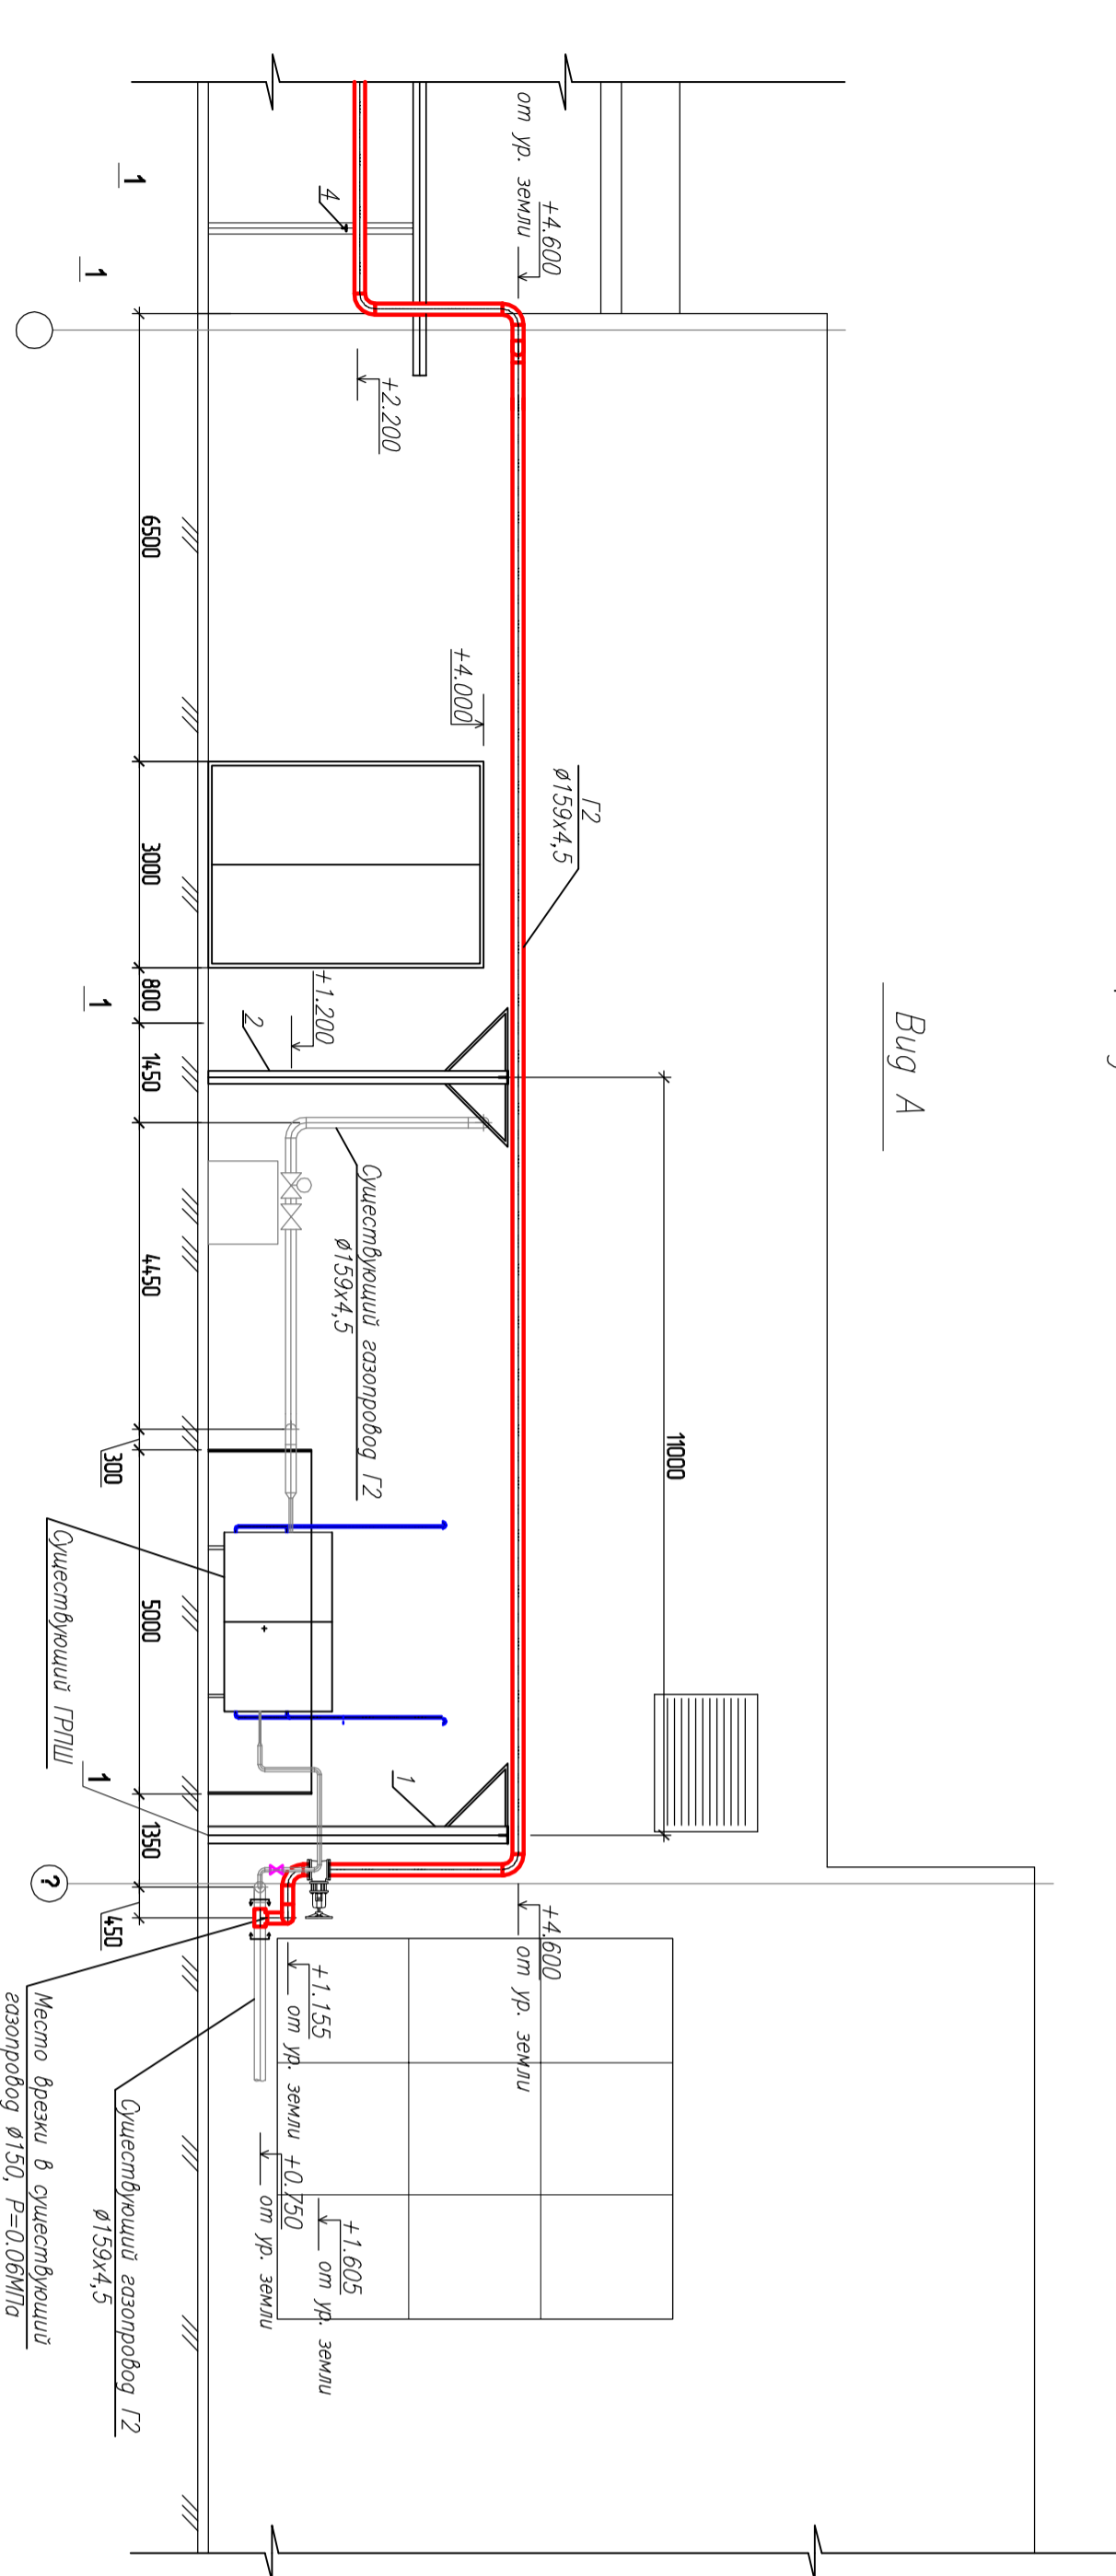 Вид А
11000
+4.600
от ур. земли
+2.200
4
Г2
ø159х4,5
+4.000
+1.200
2
Существующий газопровод Г2
ø159х4,5
1
+4.600
от ур. земли
+1.155
от ур. земли
+0.750
от ур. земли
+1.605
от ур. земли
6500
3000
800
1450
4450
300
5000
1350
450
1
1
1
1
Существующий ГРПШ
?
Существующий газопровод Г2
ø159х4,5
Место врезки в существующий
газопровод ø150, Р=0.06МПа